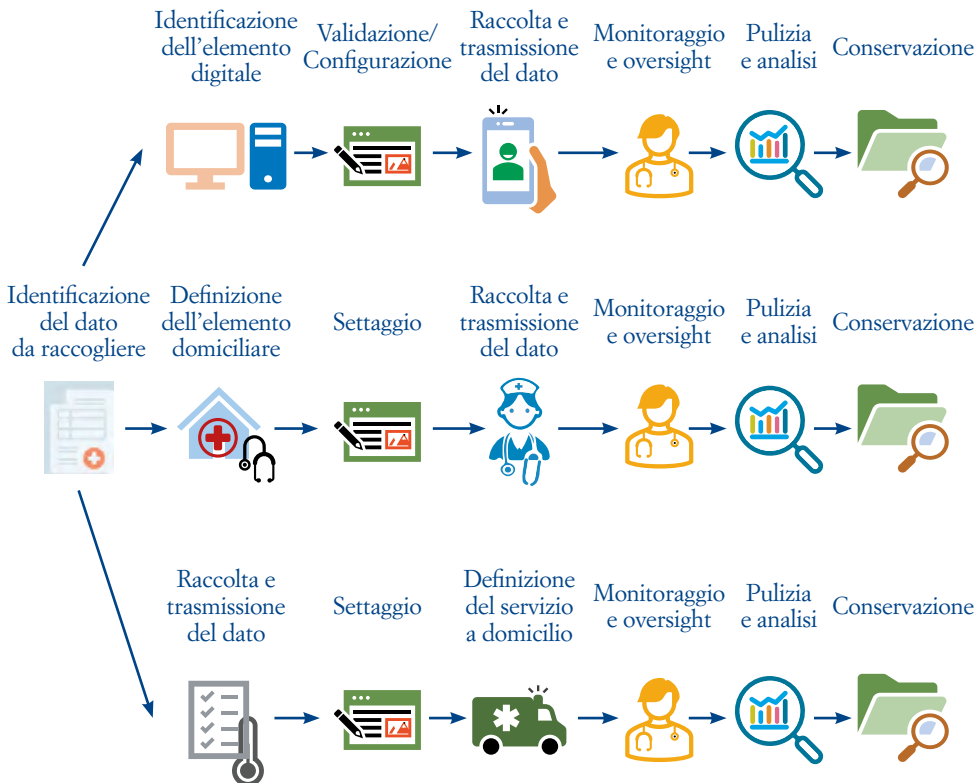 Identificazione
dell'elemento
digitale
Validazione/
Configurazione
Raccolta e
trasmissione
del dato
Monitoraggio
e oversight
Pulizia
e analisi
Conservazione
Identificazione
del dato
da raccogliere
Definizione
dell'elemento
domiciliare
Settaggio
Raccolta e
trasmissione
del dato
Monitoraggio
e oversight
Pulizia
e analisi
Conservazione
Raccolta e
trasmissione
del dato
Settaggio
Definizione
del servizio
a domicilio
Monitoraggio
e oversight
Pulizia
e analisi
Conservazione